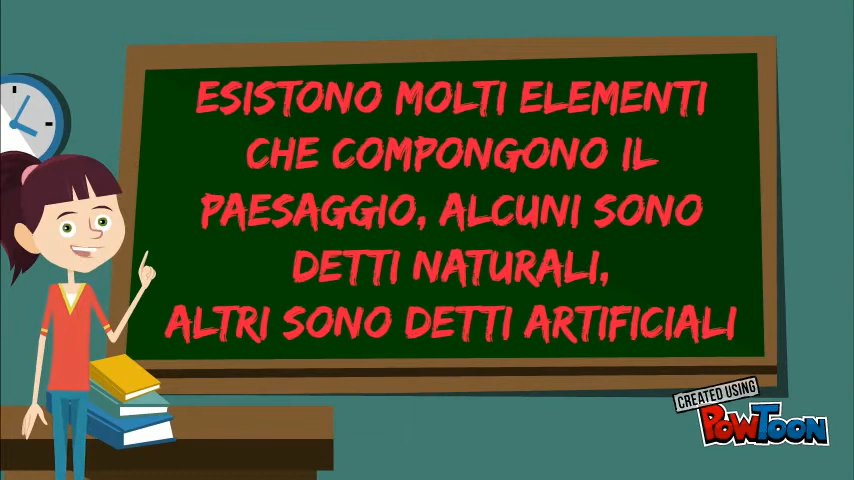 ESISTONO MOLTI ELEMENTI
CHE COMPONGONO IL
PAESAGGIO, ALCUNI SONO
DETTI NATURALI,
ALTRI SONO DETTI ARTIFICIALI
CREATED USING
POWTOON